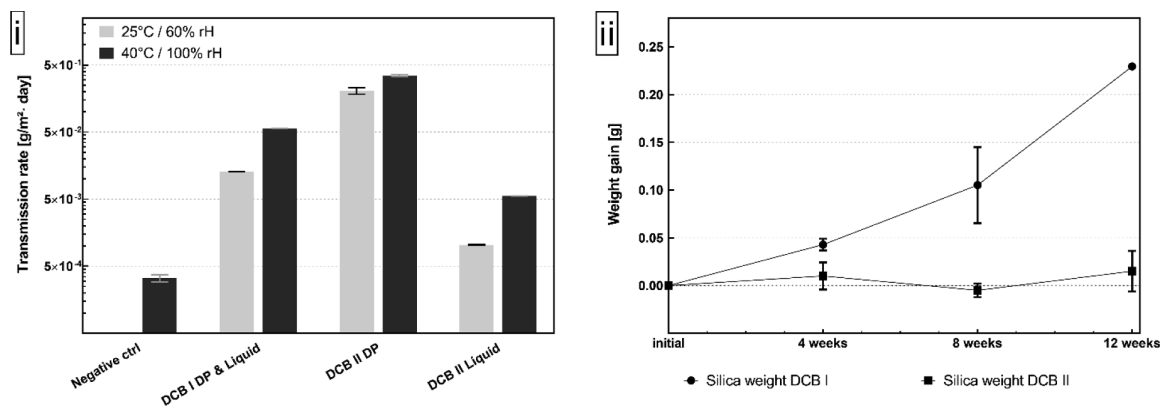 i
25°C / 60% rH
40°C / 100% rH
Transmission rate [g/m²· day]
5×10⁻¹
5×10⁻²
5×10⁻³
5×10⁻⁴
Negative ctrl
DCB I DP & Liquid
DCB II DP
DCB II Liquid
ii
Weight gain [g]
0.25
0.20
0.15
0.10
0.05
0.00
initial
4 weeks
8 weeks
12 weeks
Silica weight DCB I
Silica weight DCB II